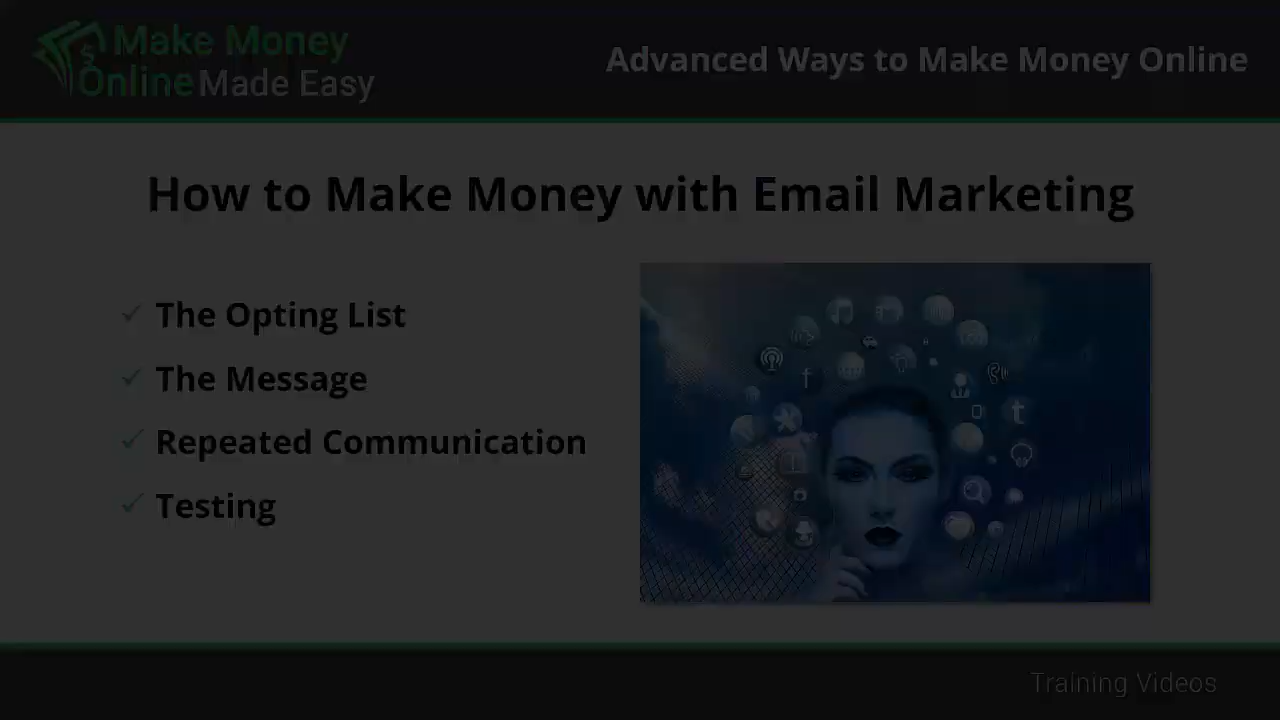 Make Money
Online Made Easy
Advanced Ways to Make Money Online
How to Make Money with Email Marketing
The Opting List
The Message
Repeated Communication
Testing
Training Videos